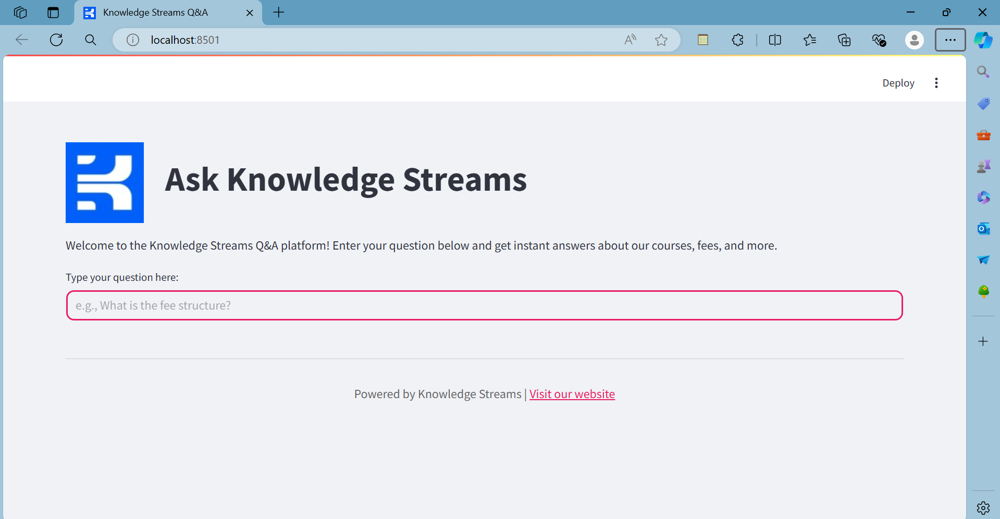 Knowledge Streams Q&A
localhost:8501
Deploy
Ask Knowledge Streams
Welcome to the Knowledge Streams Q&A platform! Enter your question below and get instant answers about our courses, fees, and more.
Type your question here:
e.g., What is the fee structure?
Powered by Knowledge Streams | Visit our website